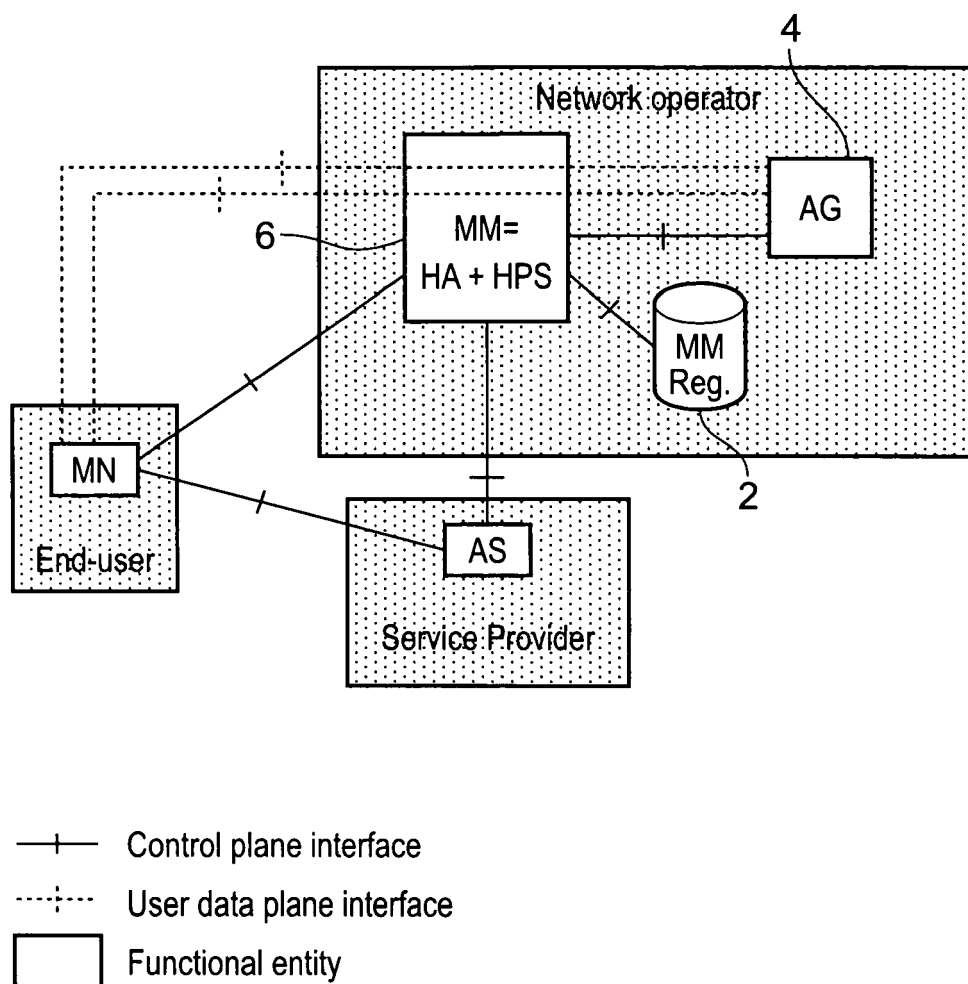 4
Network operator
AG
6
MM=
HA + HPS
MM
Reg.
MN
2
End-user
AS
Service Provider
Control plane interface
User data plane interface
Functional entity